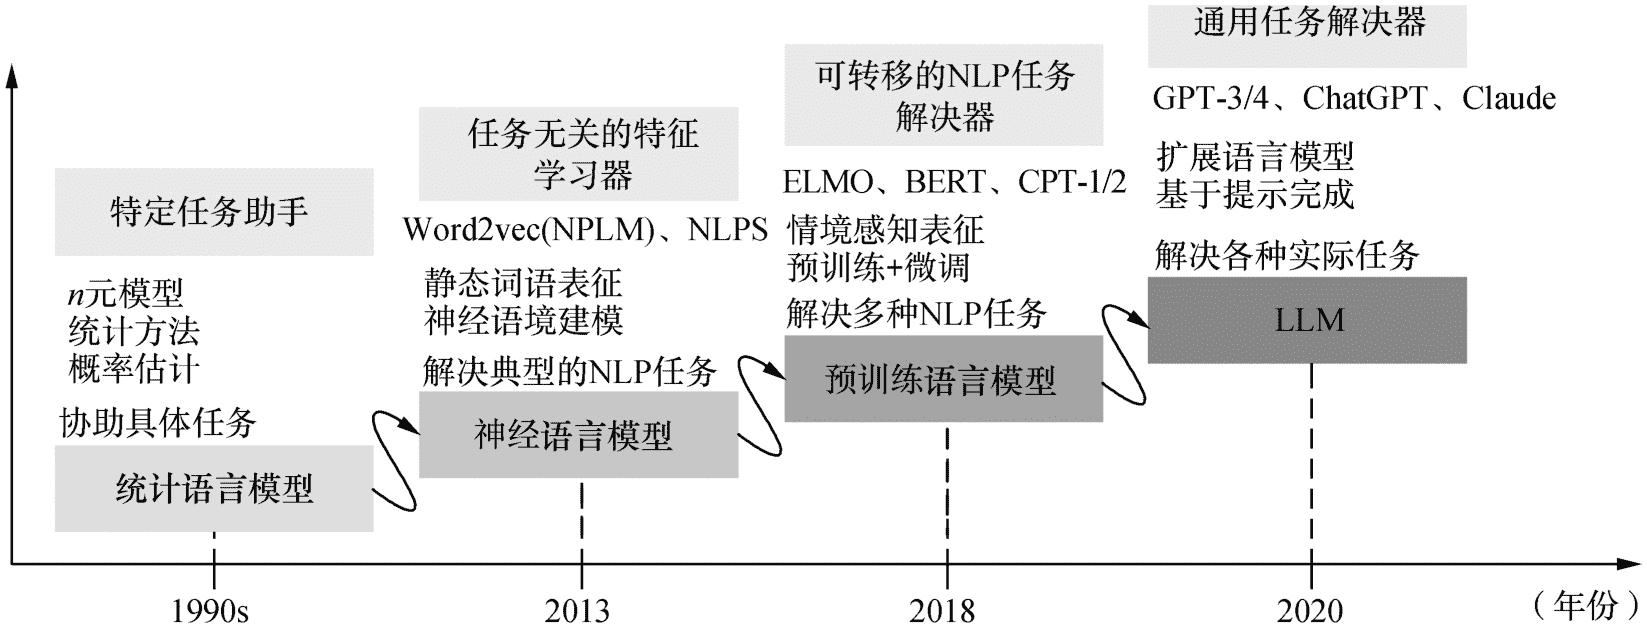 特定任务助手
n元模型
统计方法
概率估计
协助具体任务
统计语言模型
1990s
任务无关的特征
学习器
Word2vec(NPLM)、NLPS
静态词语表征
神经语境建模
解决典型的NLP任务
神经语言模型
2013
可转移的NLP任务
解决器
ELMO、BERT、CPT-1/2
情境感知表征
预训练+微调
解决多种NLP任务
预训练语言模型
2018
通用任务解决器
GPT-3/4、ChatGPT、Claude
扩展语言模型
基于提示完成
解决各种实际任务
LLM
2020
（年份）